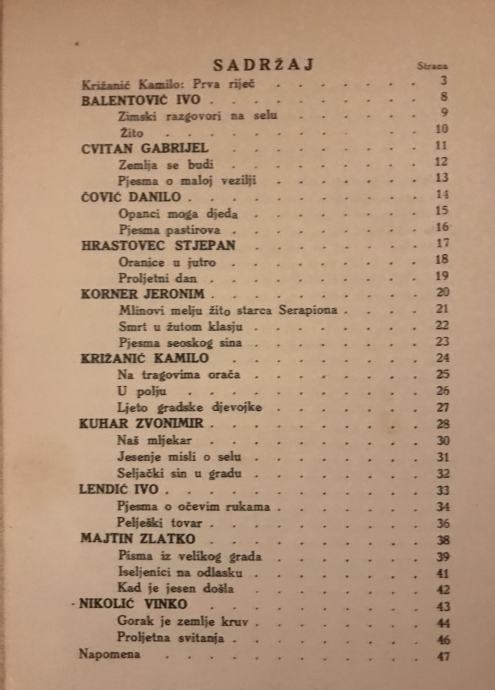 SADRŽAJ
Strana
Križanić Kamilo: Prva riječ . . . . . . . 3
BALENTOVIĆ IVO . . . . . . . . . 8
Zimski razgovori na selu . . . . . . . 9
Žito . . . . . . . . . . 10
CVITAN GABRIJEL . . . . . . . . 11
Zemlja se budi . . . . . . . . 12
Pjesma o maloj vezilji . . . . . . . 13
ČOVIĆ DANILO . . . . . . . . . 14
Opanci moga djeda . . . . . . . 15
Pjesma pastirova . . . . . . . 16
HRASTOVEC STJEPAN . . . . . . . 17
Oranice u jutro . . . . . . . . 18
Proljetni dan . . . . . . . . 19
KORNER JERONIM . . . . . . . . 20
Mlinovi melju žito starca Serapiona . . . . 21
Smrt u žutom klasju . . . . . . . 22
Pjesma seoskog sina . . . . . . . 23
KRIŽANIĆ KAMILO . . . . . . . . 24
Na tragovima orača . . . . . . . 25
U polju . . . . . . . . . 26
Ljeto gradske djevojke . . . . . . . 27
KUHAR ZVONIMIR . . . . . . . . 28
Naš mljekar . . . . . . . . 30
Jesenje misli o selu . . . . . . . 31
Seljački sin u gradu . . . . . . . 32
LENDIĆ IVO . . . . . . . . . 33
Pjesma o očevim rukama . . . . . . 34
Pelješki tovar . . . . . . . . 36
MAJTIN ZLATKO . . . . . . . . 38
Pisma iz velikog grada . . . . . . . 39
Iseljenici na odlasku . . . . . . . 41
Kad je jesen došla . . . . . . . 42
NIKOLIĆ VINKO . . . . . . . . 43
Gorak je zemlje kruv . . . . . . . 44
Proljetna svitanja . . . . . . . . 46
Napomena . . . . . . . . . . 47